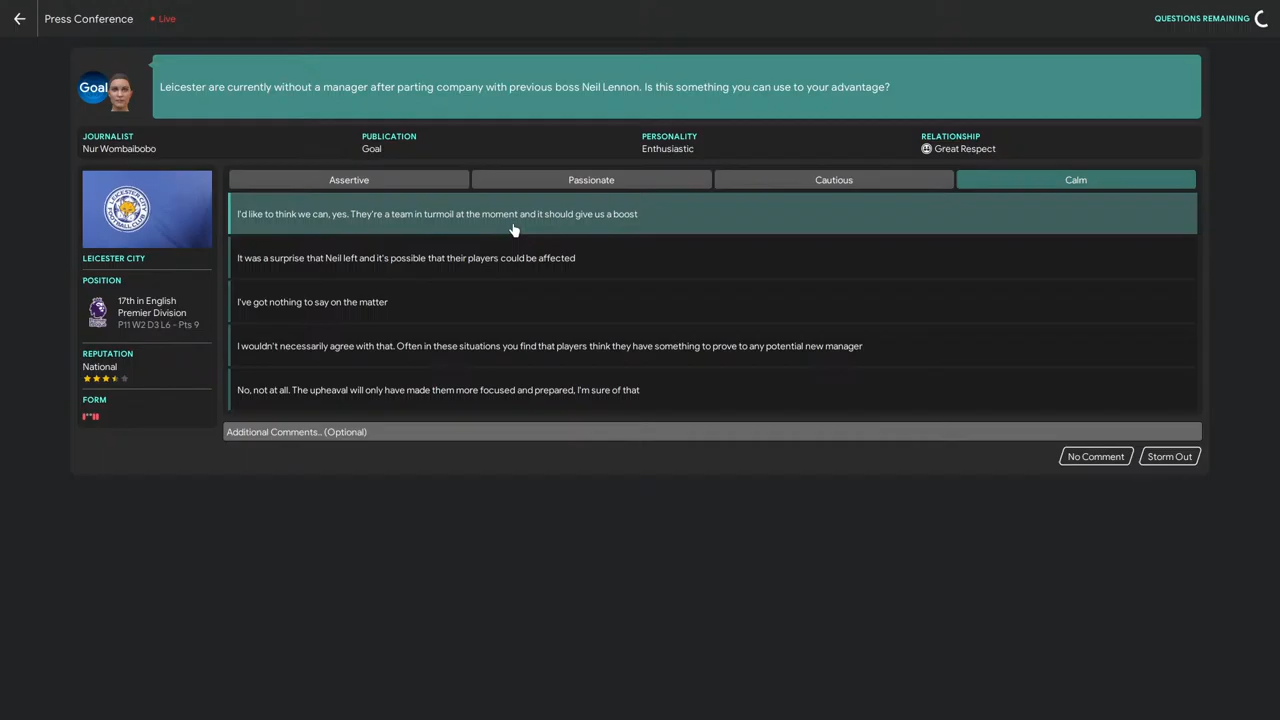 Press Conference
Live
QUESTIONS REMAINING
Goal
Leicester are currently without a manager after parting company with previous boss Neil Lennon. Is this something you can use to your advantage?
JOURNALIST
Nur Wombaibobo
PUBLICATION
Goal
PERSONALITY
Enthusiastic
RELATIONSHIP
Great Respect
LEICESTER CITY
POSITION
17th in English
Premier Division
P11 W2 D3 L6 - Pts 9
REPUTATION
National
FORM
Assertive
Passionate
Cautious
Calm
I'd like to think we can, yes. They're a team in turmoil at the moment and it should give us a boost
It was a surprise that Neil left and it's possible that their players could be affected
I've got nothing to say on the matter
I wouldn't necessarily agree with that. Often in these situations you find that players think they have something to prove to any potential new manager
No, not at all. The upheaval will only have made them more focused and prepared, I'm sure of that
Additional Comments.. (Optional)
No Comment
Storm Out